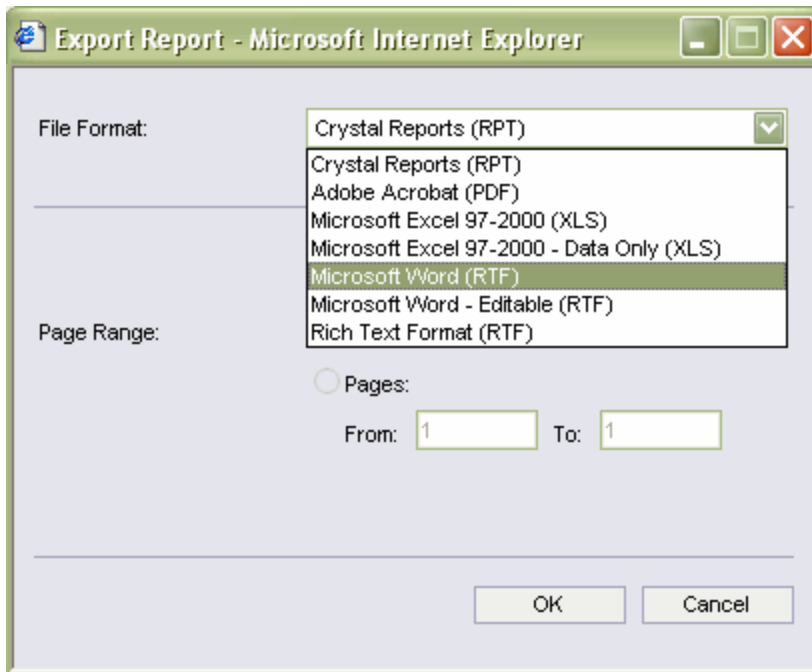 Export Report - Microsoft Internet Explorer
File Format:
Crystal Reports (RPT)
Crystal Reports (RPT)
Adobe Acrobat (PDF)
Microsoft Excel 97-2000 (XLS)
Microsoft Excel 97-2000 - Data Only (XLS)
Microsoft Word (RTF)
Microsoft Word - Editable (RTF)
Rich Text Format (RTF)
Page Range:
Pages:
From: 1 To: 1
OK Cancel